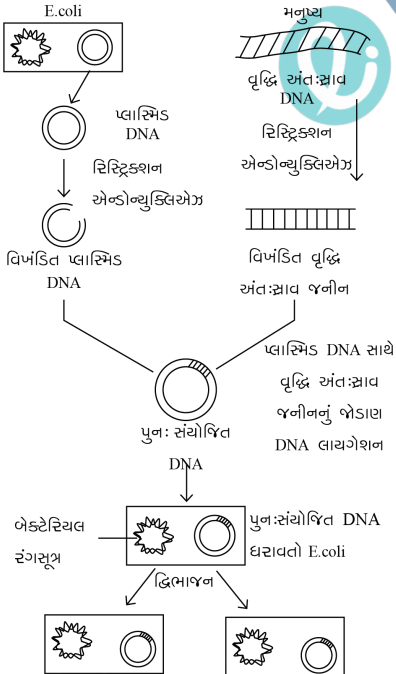 E.coli
મનુષ્ય
વૃદ્ધિ અંતઃસ્રાવ
DNA
પ્લાસ્મિડ
DNA
રિસ્ટ્રિક્શન
એન્ડોન્યુક્લિએઝ
રિસ્ટ્રિક્શન
એન્ડોન્યુક્લિએઝ
વિખંડિત પ્લાસ્મિડ
DNA
વિખંડિત વૃદ્ધિ
અંતઃસ્રાવ જનીન
પ્લાસ્મિડ DNA સાથે
વૃદ્ધિ અંતઃસ્રાવ
જનીનનું જોડાણ
DNA લાયગેશન
પુનઃ સંયોજિત
DNA
બેક્ટેરિયલ
રંગસૂત્ર
પુનઃસંયોજિત DNA
ધરાવતો E.coli
દ્વિભાજન